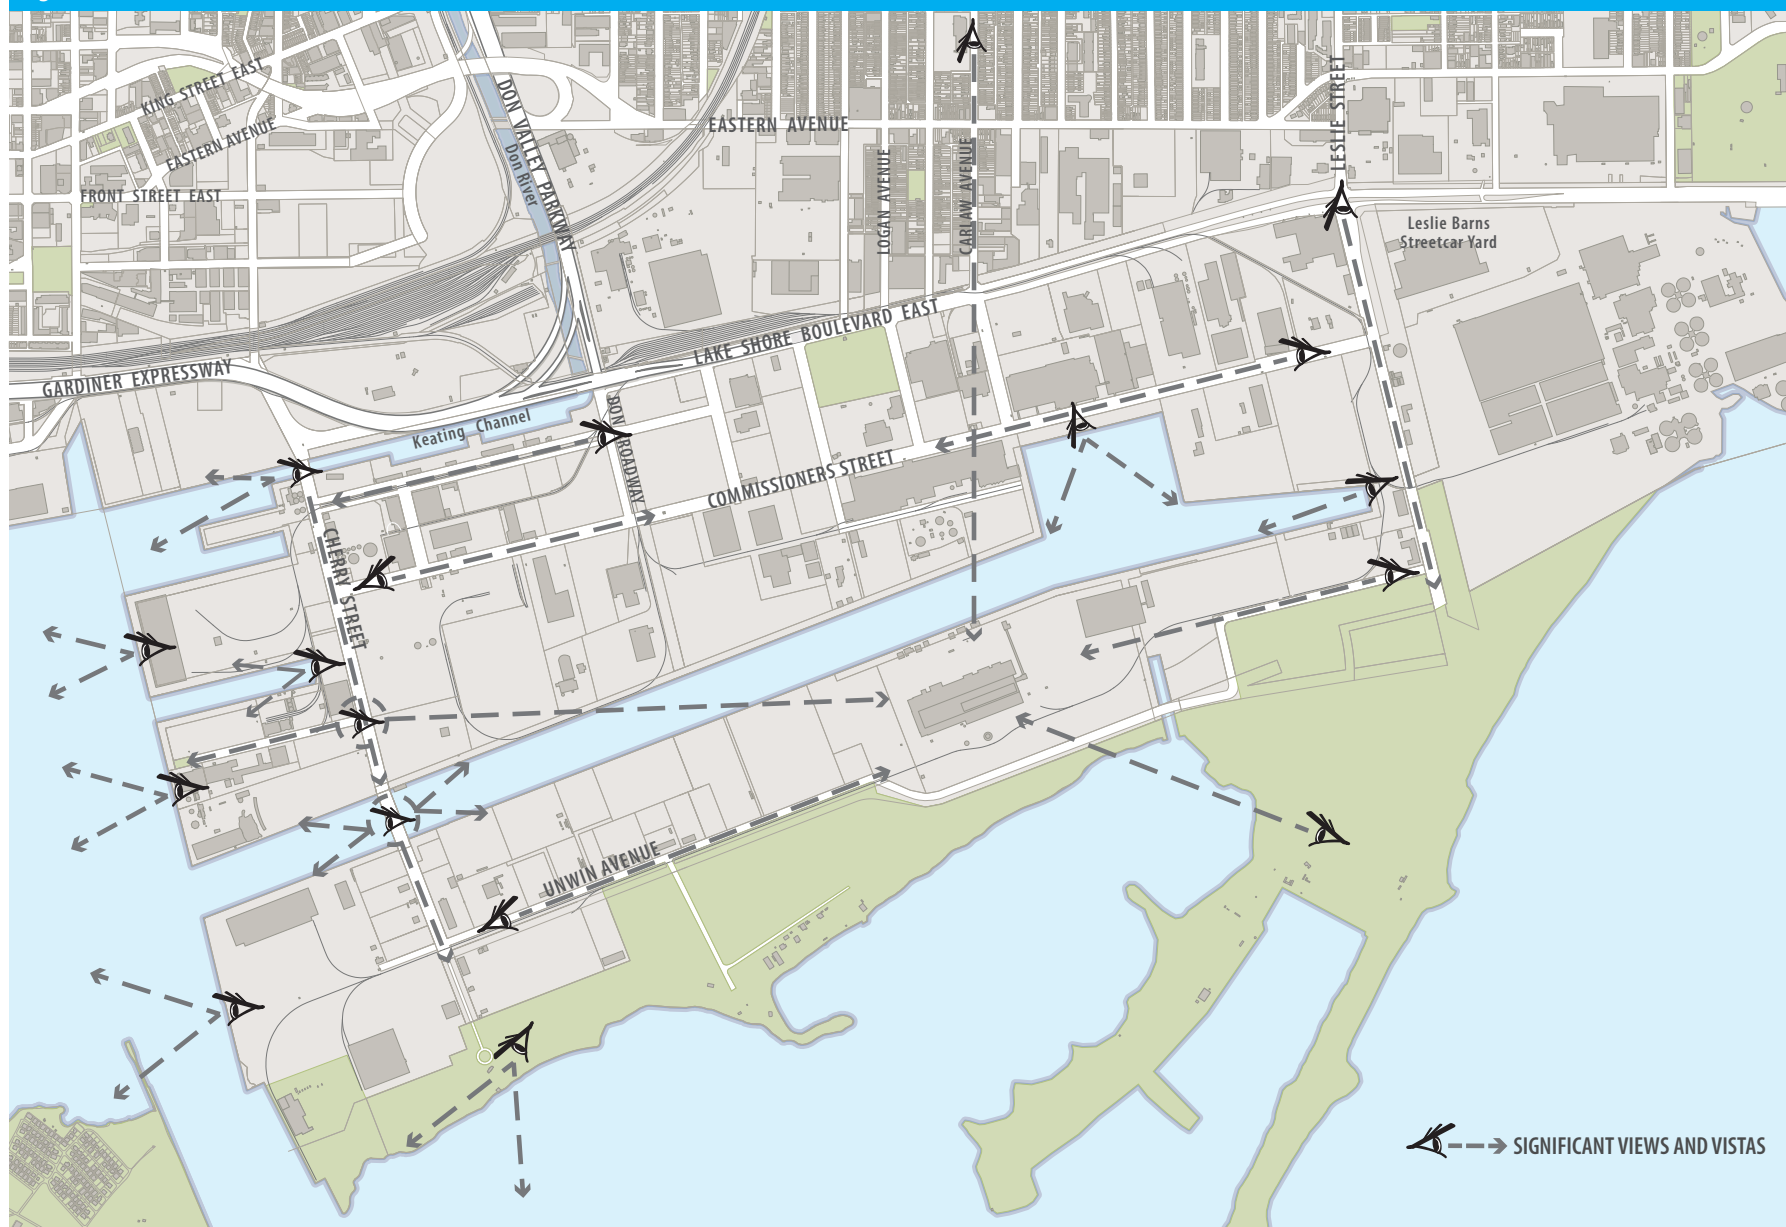 KING STREET EAST
EASTERN AVENUE
FRONT STREET EAST
DON VALLEY PARKWAY
Don River
EASTERN AVENUE
LOGAN AVENUE
CARLAW AVENUE
LESLIE STREET
Leslie Barns
Streetcar Yard
GARDINER EXPRESSWAY
LAKE SHORE BOULEVARD EAST
Keating Channel
DON ROADWAY
COMMISSIONERS STREET
CHERRY STREET
UNWIN AVENUE
SIGNIFICANT VIEWS AND VISTAS